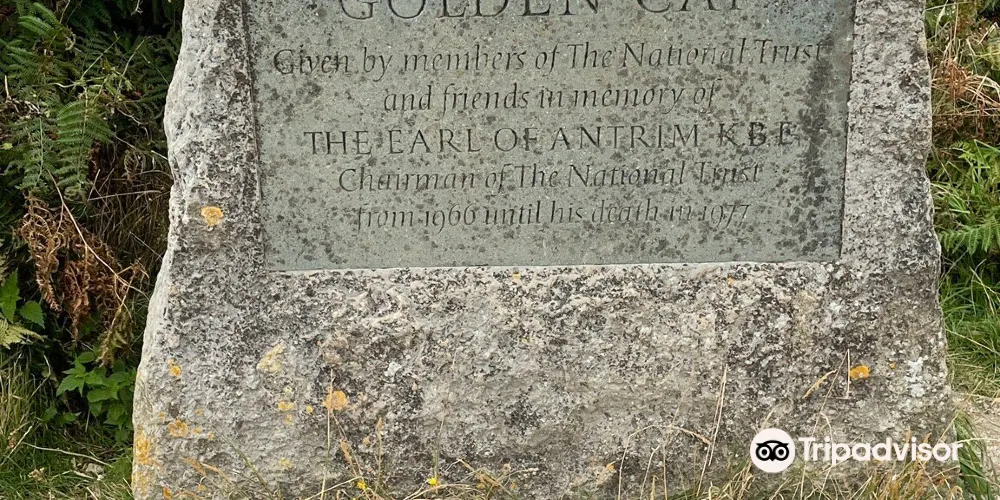 GOLDEN CAP
Given by members of The National Trust
and friends in memory of
THE EARL OF ANTRIM K.B.E.
Chairman of The National Trust
from 1966 until his death in 1977
Tripadvisor